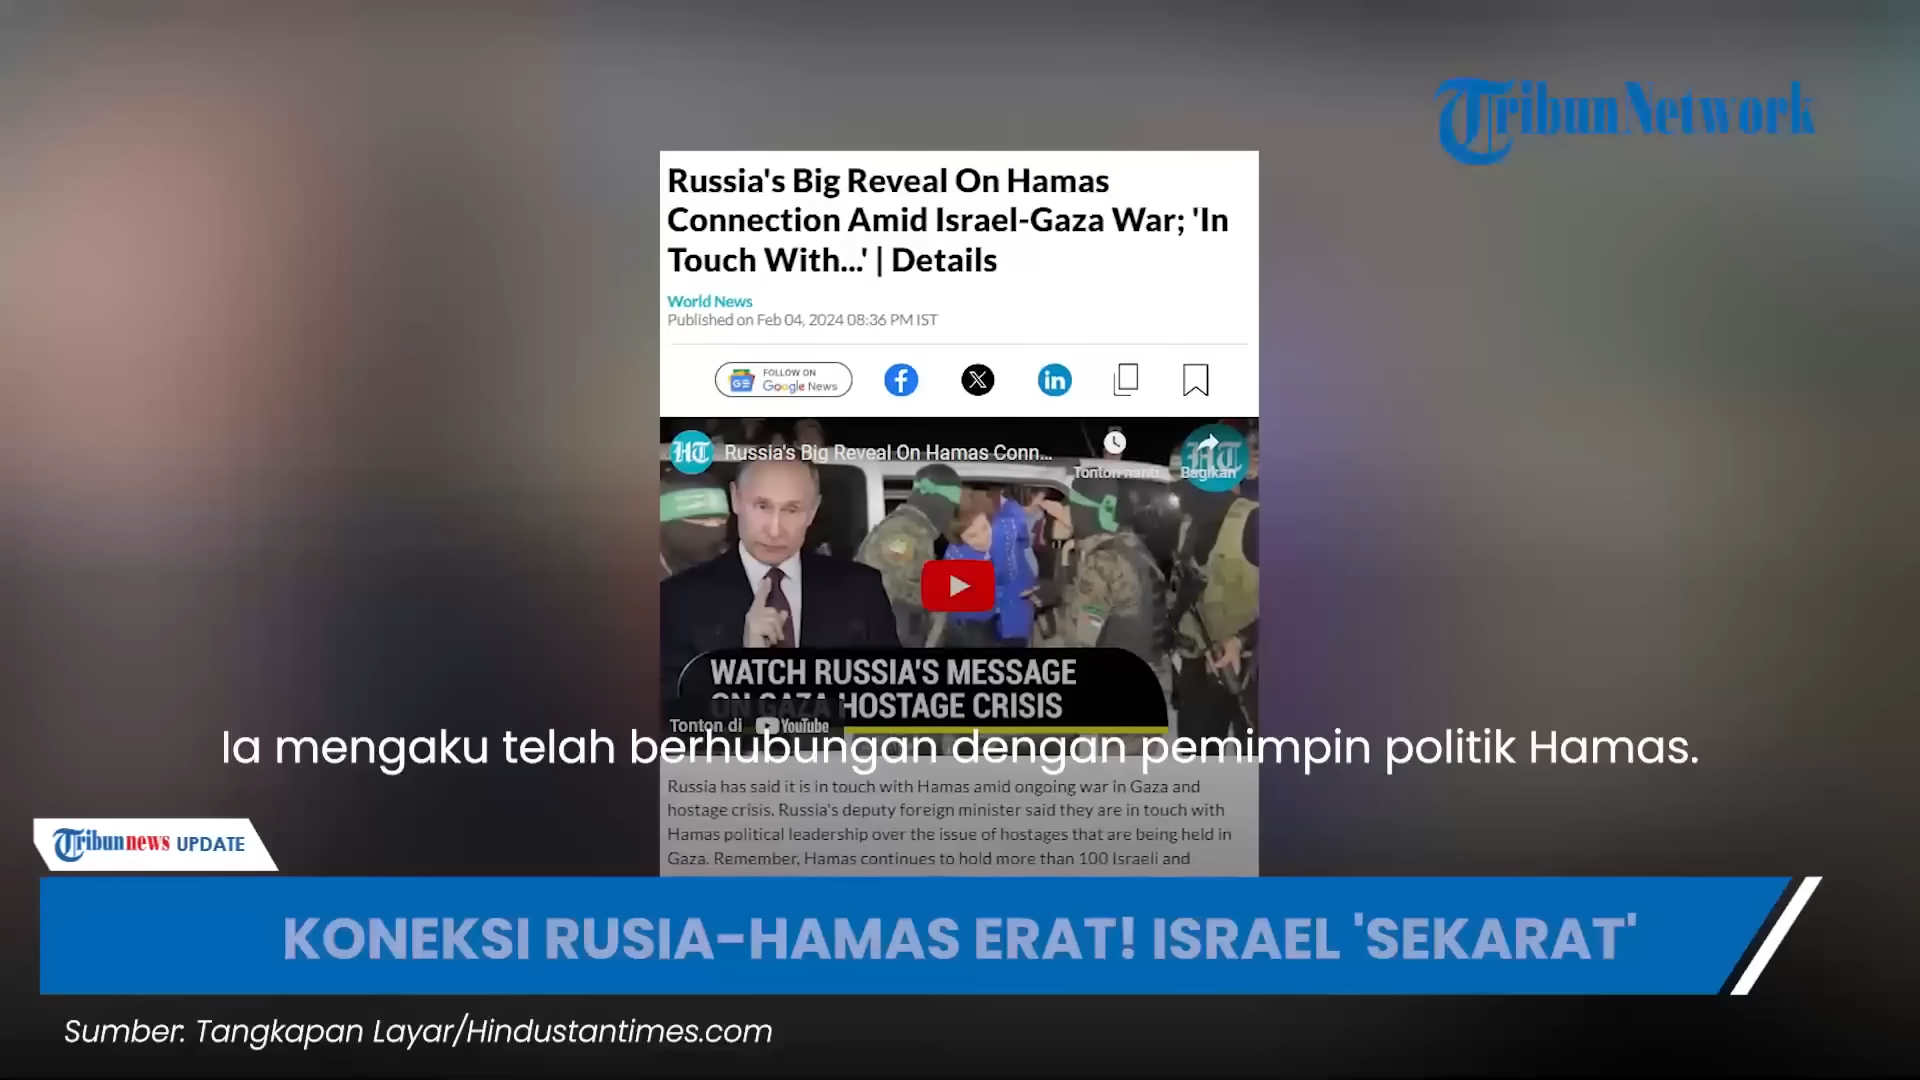 TribunNetwork
Russia's Big Reveal On Hamas
Connection Amid Israel-Gaza War; 'In
Touch With...' | Details
World News
Published on Feb 04, 2024 08:36 PM IST
FOLLOW ON
Google News
HT
Russia's Big Reveal On Hamas Conn...
Tonton nanti
Bagikan
HT
WATCH RUSSIA'S MESSAGE
ON GAZA HOSTAGE CRISIS
Tonton di YouTube
Ia mengaku telah berhubungan dengan pemimpin politik Hamas.
Russia has said it is in touch with Hamas amid ongoing war in Gaza and
hostage crisis. Russia's deputy foreign minister said they are in touch with
Hamas political leadership over the issue of hostages that are being held in
Gaza. Remember, Hamas continues to hold more than 100 Israeli and
Tribunnews UPDATE
KONEKSI RUSIA-HAMAS ERAT! ISRAEL 'SEKARAT'
Sumber: Tangkapan Layar/Hindustantimes.com